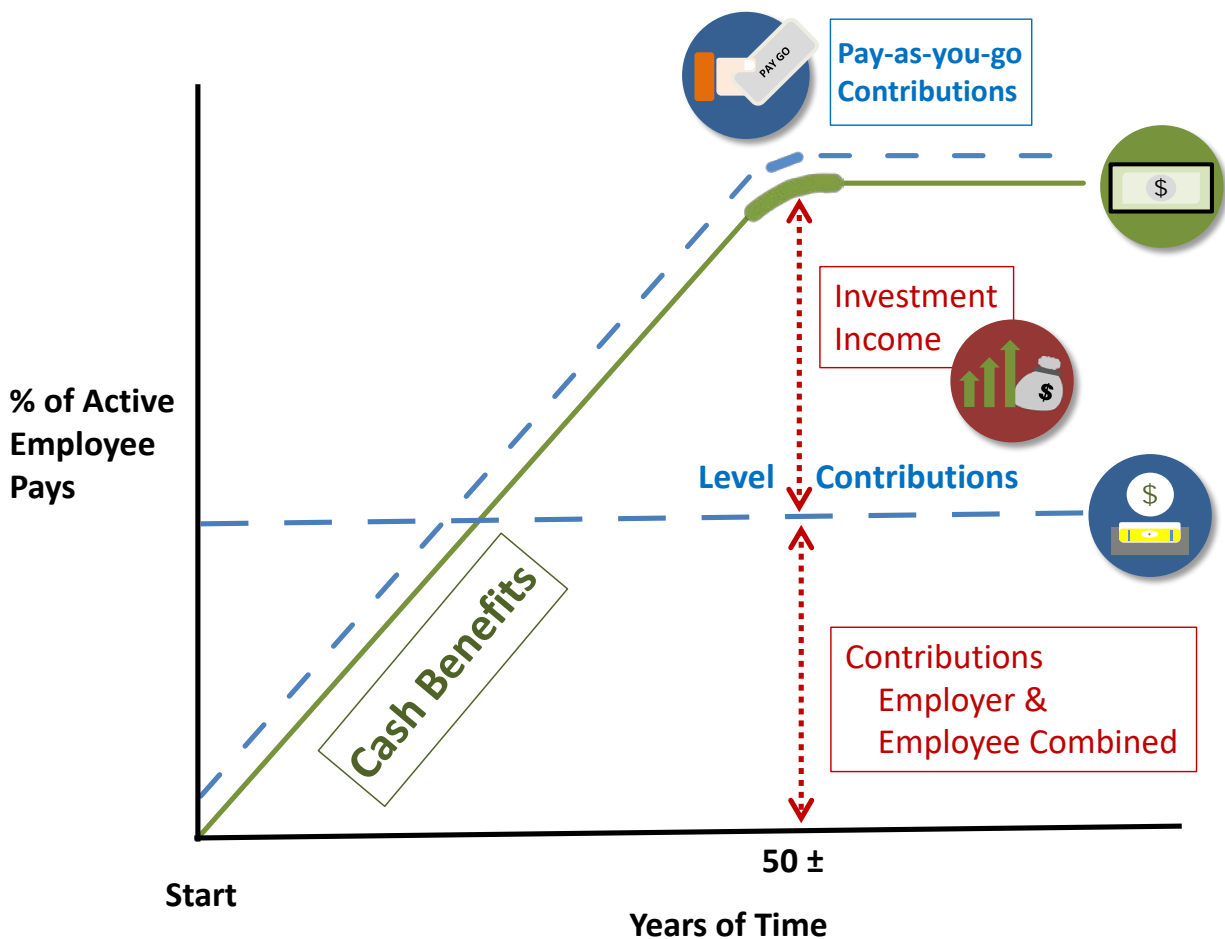 PAY GO
Pay-as-you-go
Contributions
$
Investment
Income
$
% of Active
Employee
Pays
Level Contributions
$
Cash Benefits
Contributions
Employer &
Employee Combined
50 ±
Start
Years of Time